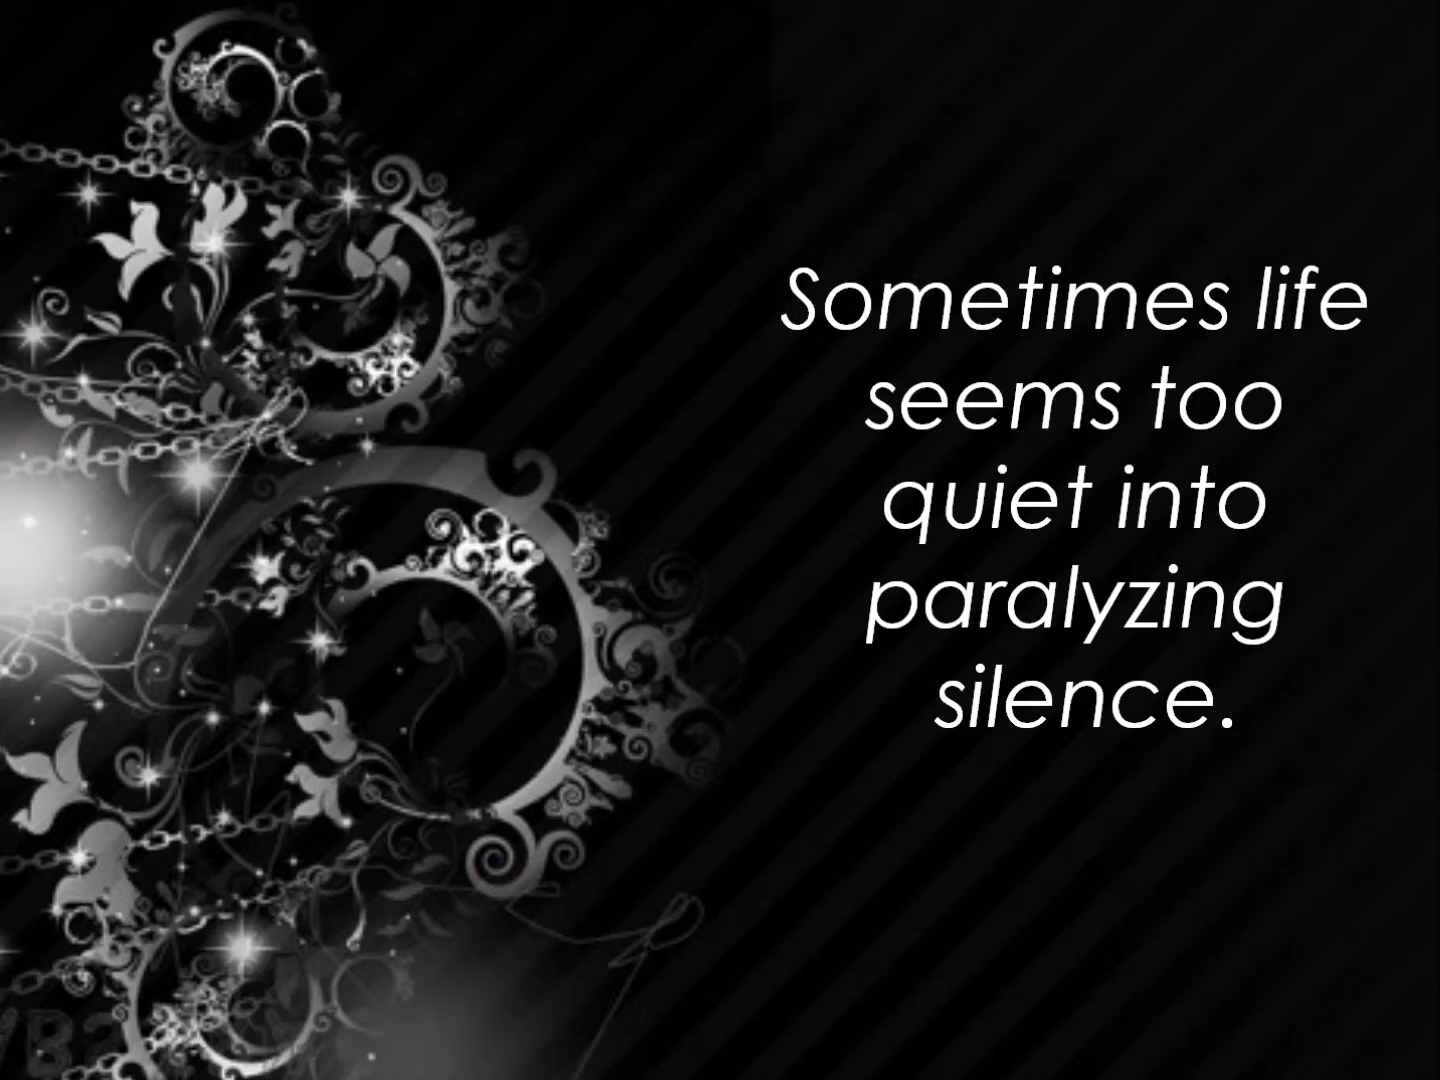 Sometimes life
seems too
quiet into
paralyzing
silence.